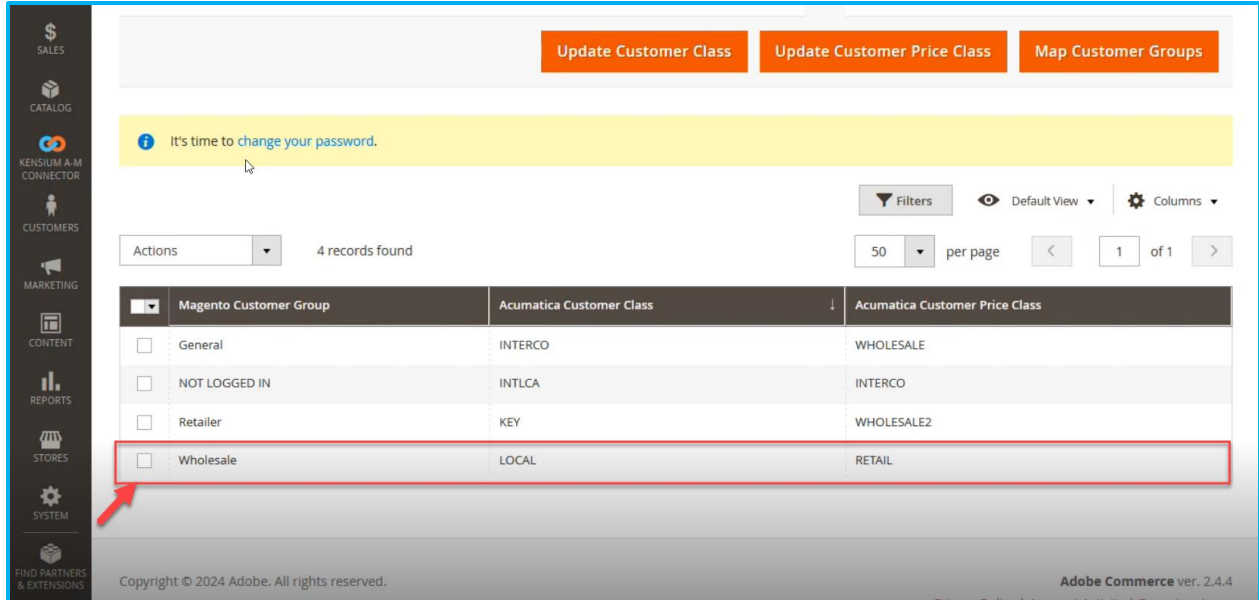 SALES
CATALOG
KENSIUM A-M
CONNECTOR
CUSTOMERS
MARKETING
CONTENT
REPORTS
STORES
SYSTEM
FIND PARTNERS
& EXTENSIONS
Update Customer Class Update Customer Price Class Map Customer Groups
It's time to change your password.
Filters Default View Columns
Actions 4 records found 50 per page 1 of 1
Magento Customer Group Acumatica Customer Class Acumatica Customer Price Class
General INTERCO WHOLESALE
NOT LOGGED IN INTLCA INTERCO
Retailer KEY WHOLESALE2
Wholesale LOCAL RETAIL
Copyright © 2024 Adobe. All rights reserved. Adobe Commerce ver. 2.4.4